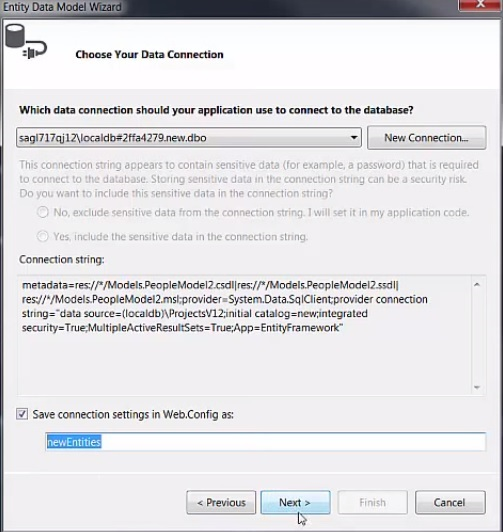 Entity Data Model Wizard
Choose Your Data Connection
Which data connection should your application use to connect to the database?
sagl717qj12\localdb#2ffa4279.new.dbo
New Connection...
This connection string appears to contain sensitive data (for example, a password) that is required
to connect to the database. Storing sensitive data in the connection string can be a security risk.
Do you want to include this sensitive data in the connection string?
No, exclude sensitive data from the connection string. I will set it in my application code.
Yes, include the sensitive data in the connection string.
Connection string:
metadata=res://*/Models.PeopleModel2.csdl|res://*/Models.PeopleModel2.ssdl|
res://*/Models.PeopleModel2.msl;provider=System.Data.SqlClient;provider connection
string="data source=(localdb)\ProjectsV12;initial catalog=new;integrated
security=True;MultipleActiveResultSets=True;App=EntityFramework"
Save connection settings in Web.Config as:
newEntities
< Previous
Next >
Finish
Cancel